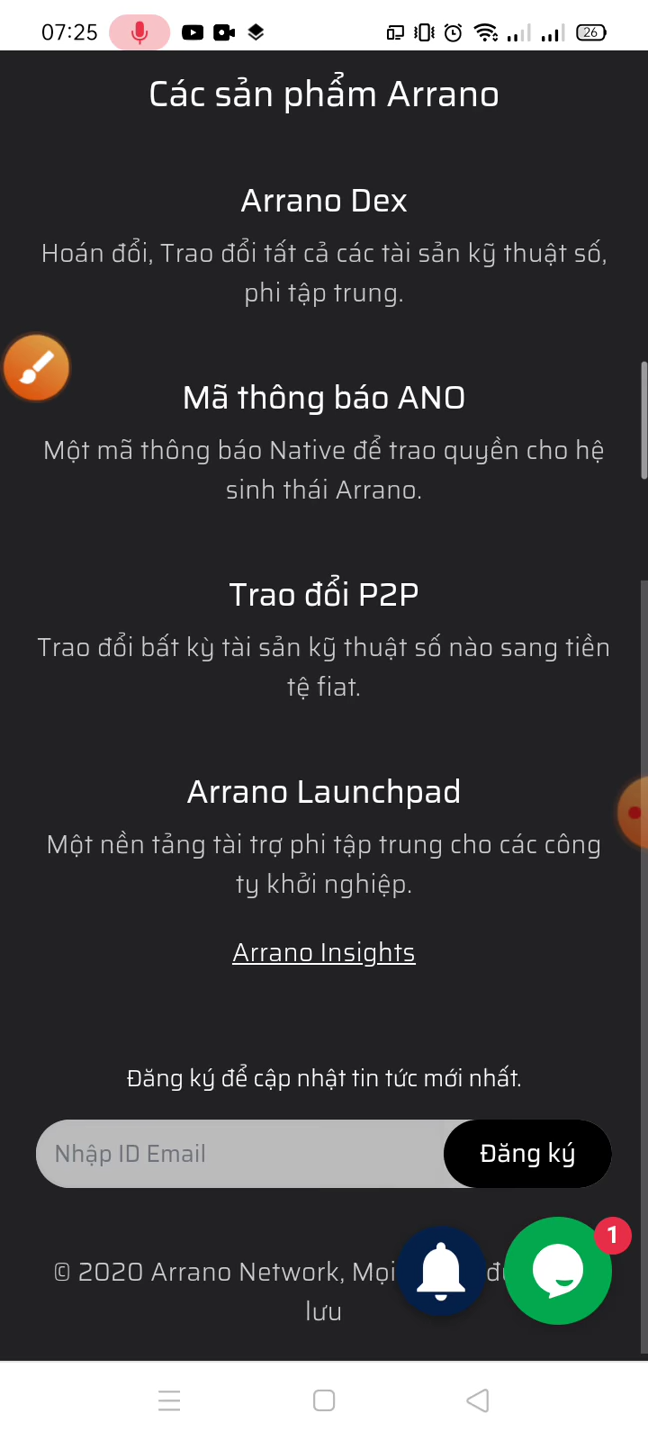 07:25
26
Các sản phẩm Arrano
Arrano Dex
Hoán đổi, Trao đổi tất cả các tài sản kỹ thuật số,
phi tập trung.
Mã thông báo ANO
Một mã thông báo Native để trao quyền cho hệ
sinh thái Arrano.
Trao đổi P2P
Trao đổi bất kỳ tài sản kỹ thuật số nào sang tiền
tệ fiat.
Arrano Launchpad
Một nền tảng tài trợ phi tập trung cho các công
ty khởi nghiệp.
Arrano Insights
Đăng ký để cập nhật tin tức mới nhất.
Nhập ID Email
Đăng ký
1
© 2020 Arrano Network, Mọi
lưu